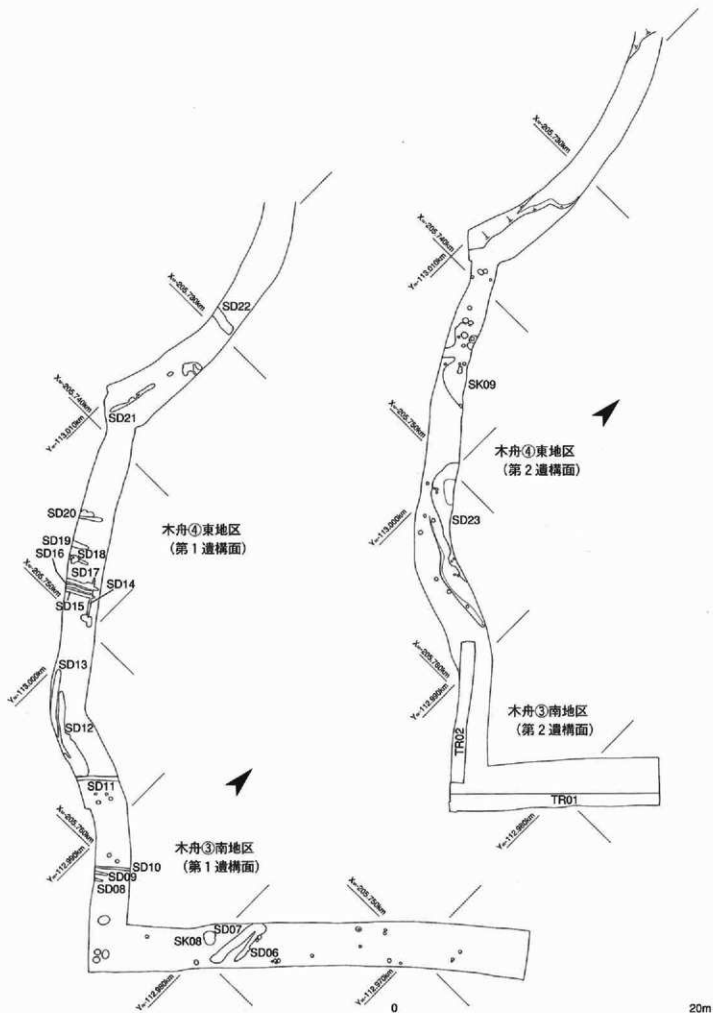 X=-205.730km
SD22
X=-205.740km
Y=-113.010km
SD21
SD20
木舟④東地区
(第1遺構面)
SD19
SD18
SD16
SD17
X=-205.750km
SD14
SD15
SD13
Y=-113.000km
SD12
SD11
X=-205.760km
Y=-112.990km
木舟③南地区
(第1遺構面)
SD10
SD09
SD08
X=-205.750km
SD07
SK08
SD06
Y=-112.980km
Y=-112.970km
X=-205.730km
X=-205.740km
Y=-113.010km
SK09
X=-205.750km
木舟④東地区
(第2遺構面)
SD23
Y=-113.000km
X=-205.760km
Y=-112.990km
木舟③南地区
(第2遺構面)
TR02
TR01
Y=-112.980km
0
20m